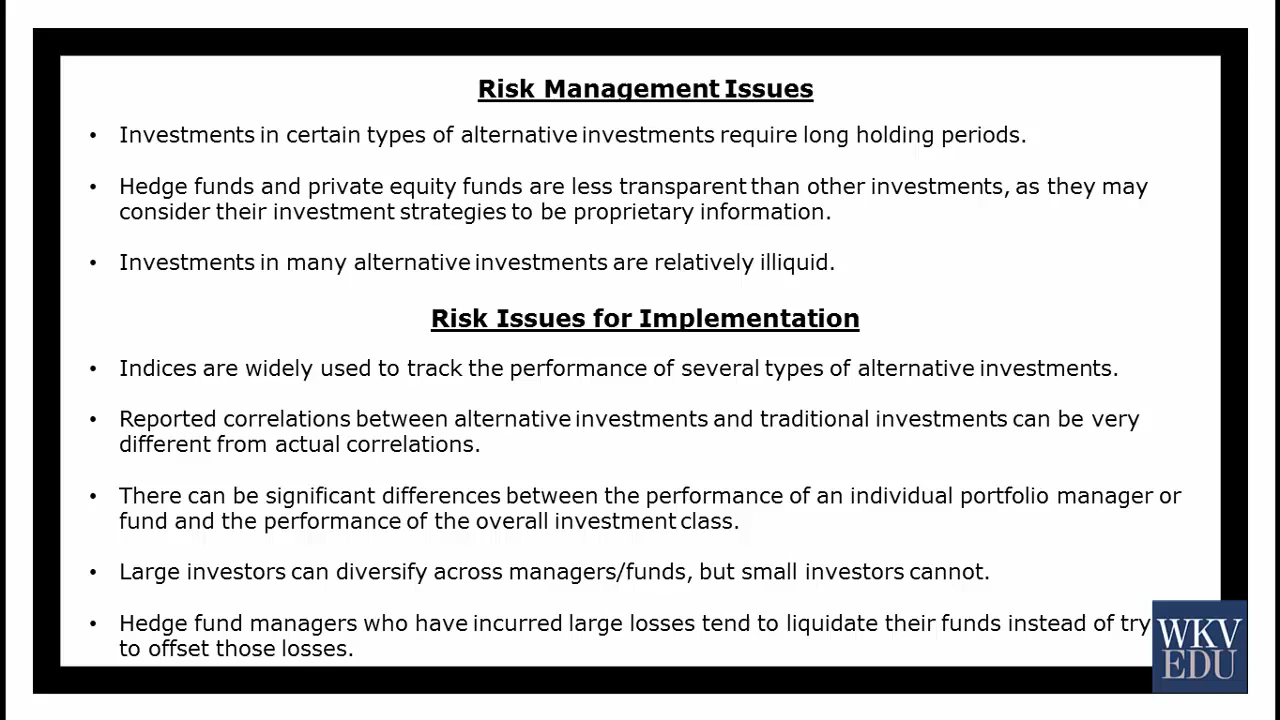 Risk Management Issues
• Investments in certain types of alternative investments require long holding periods.
• Hedge funds and private equity funds are less transparent than other investments, as they may
consider their investment strategies to be proprietary information.
• Investments in many alternative investments are relatively illiquid.
Risk Issues for Implementation
• Indices are widely used to track the performance of several types of alternative investments.
• Reported correlations between alternative investments and traditional investments can be very
different from actual correlations.
• There can be significant differences between the performance of an individual portfolio manager or
fund and the performance of the overall investment class.
• Large investors can diversify across managers/funds, but small investors cannot.
• Hedge fund managers who have incurred large losses tend to liquidate their funds instead of try
to offset those losses.
WKV
EDU